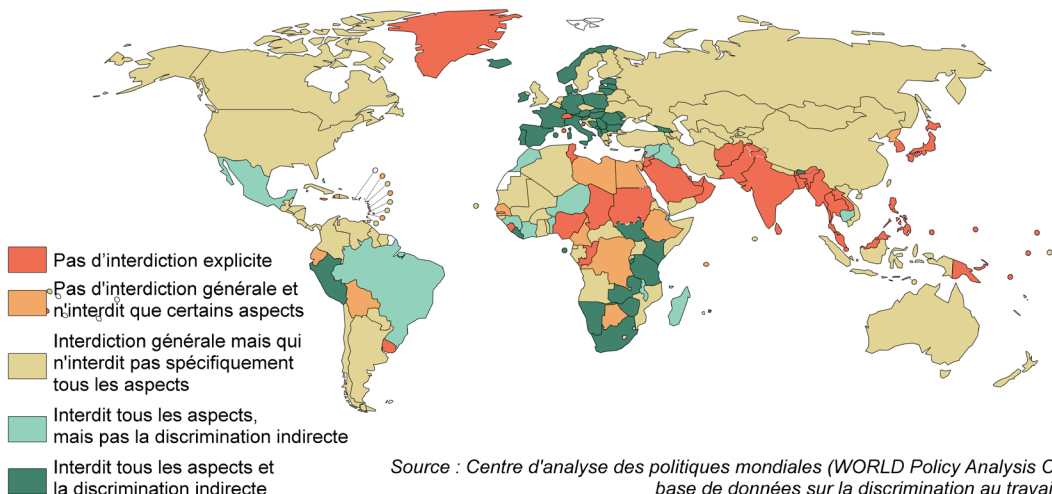 Pas d'interdiction explicite
Pas d'interdiction générale et
n'interdit que certains aspects
Interdiction générale mais qui
n'interdit pas spécifiquement
tous les aspects
Interdit tous les aspects,
mais pas la discrimination indirecte
Interdit tous les aspects et
la discrimination indirecte
Source : Centre d'analyse des politiques mondiales (WORLD Policy Analysis C
base de données sur la discrimination au travai